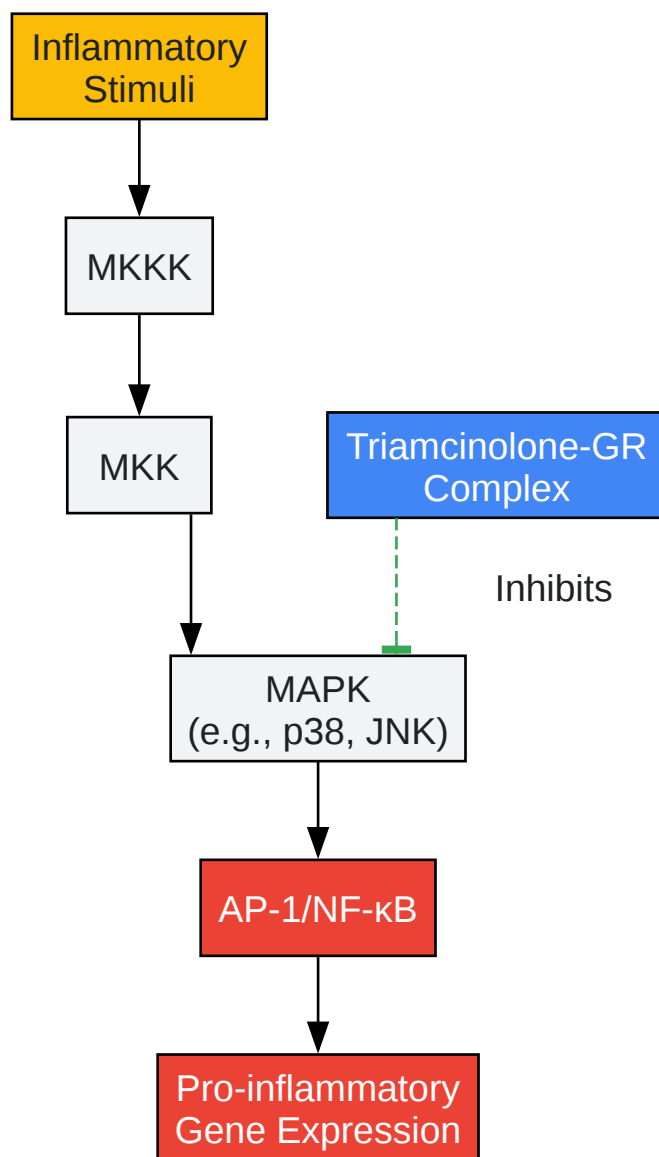 Inflammatory
Stimuli
MKKK
MKK
Triamcinolone-GR
Complex
Inhibits
MAPK
(e.g., p38, JNK)
AP-1/NF-κB
Pro-inflammatory
Gene Expression